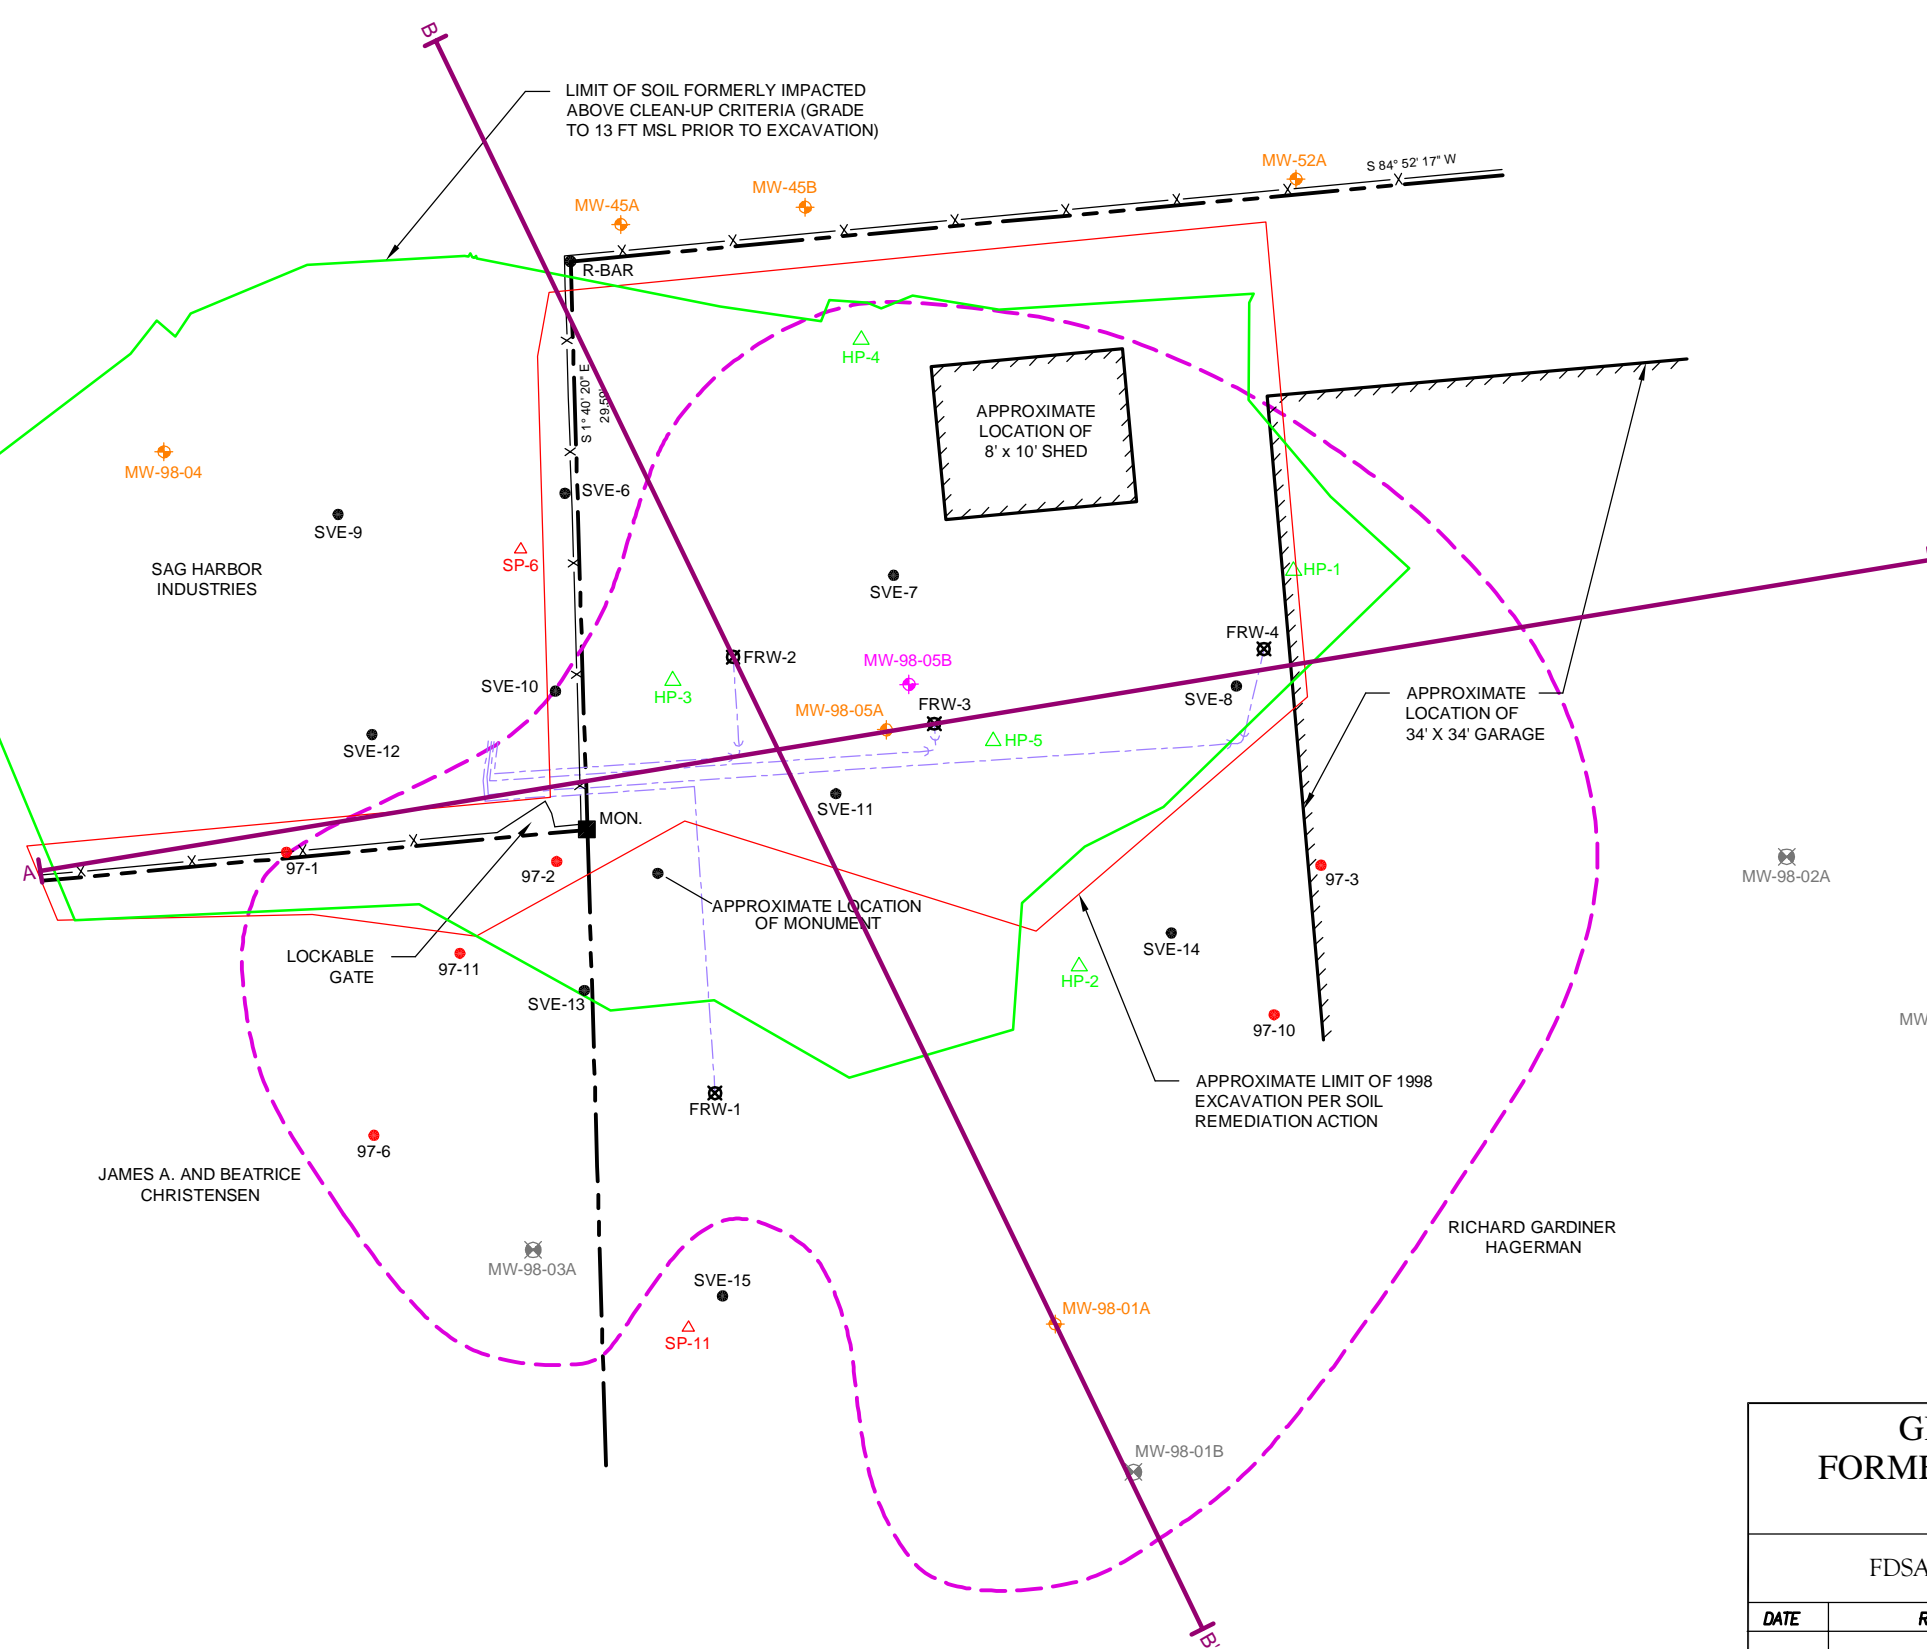 B
LIMIT OF SOIL FORMERLY IMPACTED
ABOVE CLEAN-UP CRITERIA (GRADE
TO 13 FT MSL PRIOR TO EXCAVATION)
MW-52A
S 84° 52' 17" W
MW-45B
MW-45A
R-BAR
HP-4
S 1° 40' 20" E
29.59'
APPROXIMATE
LOCATION OF
8' x 10' SHED
MW-98-04
SVE-6
SVE-9
SAG HARBOR
INDUSTRIES
SP-6
HP-1
SVE-7
FRW-4
FRW-2
MW-98-05B
SVE-10
HP-3
SVE-8
APPROXIMATE
LOCATION OF
34' X 34' GARAGE
FRW-3
MW-98-05A
HP-5
SVE-12
SVE-11
MON.
A
97-1
97-2
97-3
MW-98-02A
APPROXIMATE LOCATION
OF MONUMENT
LOCKABLE
GATE
97-11
SVE-14
HP-2
SVE-13
MW
97-10
APPROXIMATE LIMIT OF 1998
EXCAVATION PER SOIL
REMEDIATION ACTION
FRW-1
97-6
JAMES A. AND BEATRICE
CHRISTENSEN
RICHARD GARDINER
HAGERMAN
MW-98-03A
SVE-15
MW-98-01A
SP-11
MW-98-01B
FORME
FDSA
DATE
B'